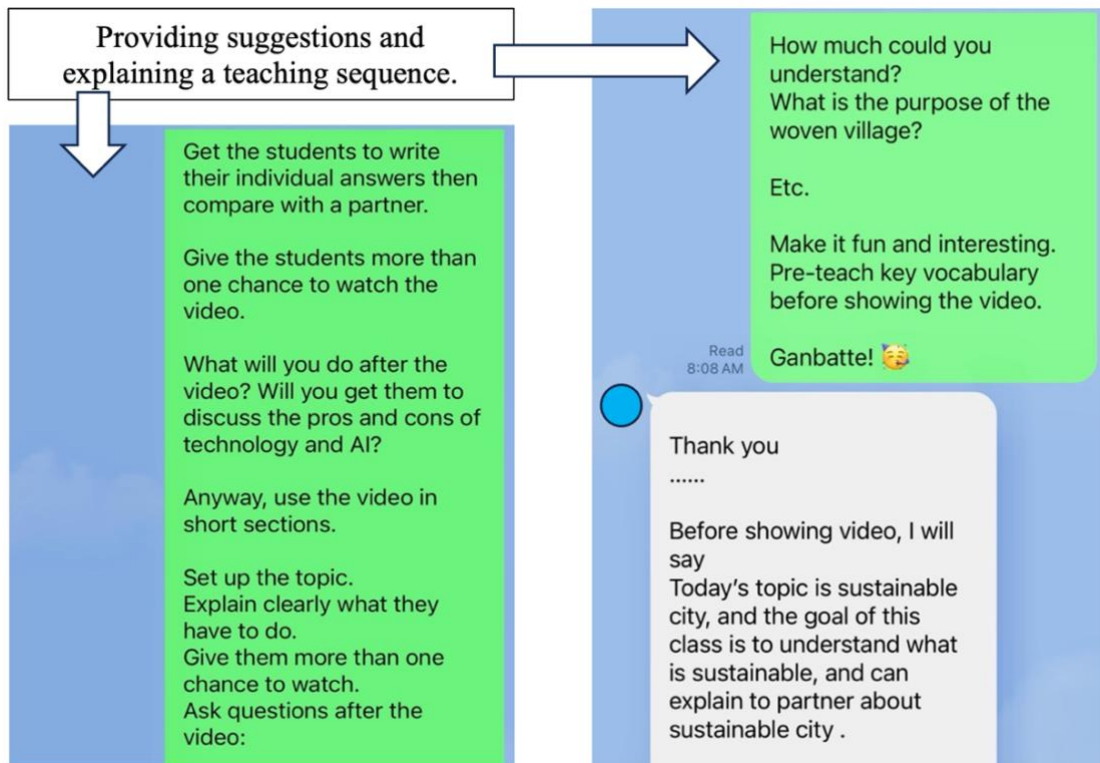 Providing suggestions and
explaining a teaching sequence.
Get the students to write
their individual answers then
compare with a partner.
Give the students more than
one chance to watch the
video.
What will you do after the
video? Will you get them to
discuss the pros and cons of
technology and AI?
Anyway, use the video in
short sections.
Set up the topic.
Explain clearly what they
have to do.
Give them more than one
chance to watch.
Ask questions after the
video:
How much could you
understand?
What is the purpose of the
woven village?
Etc.
Make it fun and interesting.
Pre-teach key vocabulary
before showing the video.
Ganbatte! 🥳
Read
8:08 AM
Thank you
......
Before showing video, I will
say
Today's topic is sustainable
city, and the goal of this
class is to understand what
is sustainable, and can
explain to partner about
sustainable city .